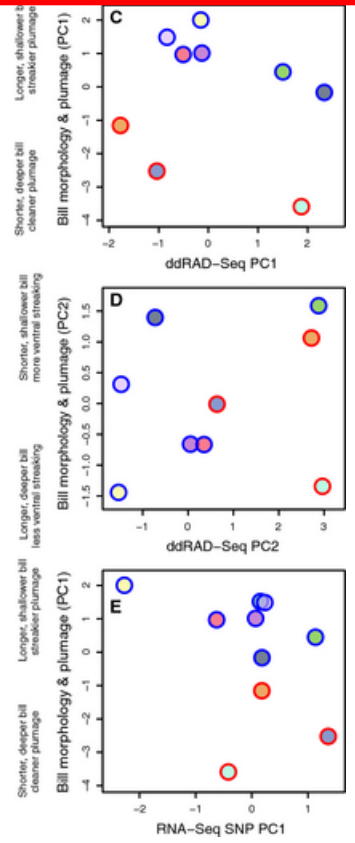 Longer, shallower b
streakier plumage
Shorter, deeper bill
cleaner plumage
Bill morphology & plumage (PC1)
C
2
1
0
−1
−2
−3
−4
−2 −1 0 1 2
ddRAD−Seq PC1
Shorter, shallower bill
more ventral streaking
Longer, deeper bill
less ventral streaking
Bill morphology & plumage (PC2)
D
1.5
1.0
0.5
0.0
−0.5
−1.0
−1.5
−1 0 1 2 3
ddRAD−Seq PC2
Longer, shallower bill
streakier plumage
Shorter, deeper bill
cleaner plumage
Bill morphology & plumage (PC1)
E
2
1
0
−1
−2
−3
−4
−2 −1 0 1
RNA−Seq SNP PC1